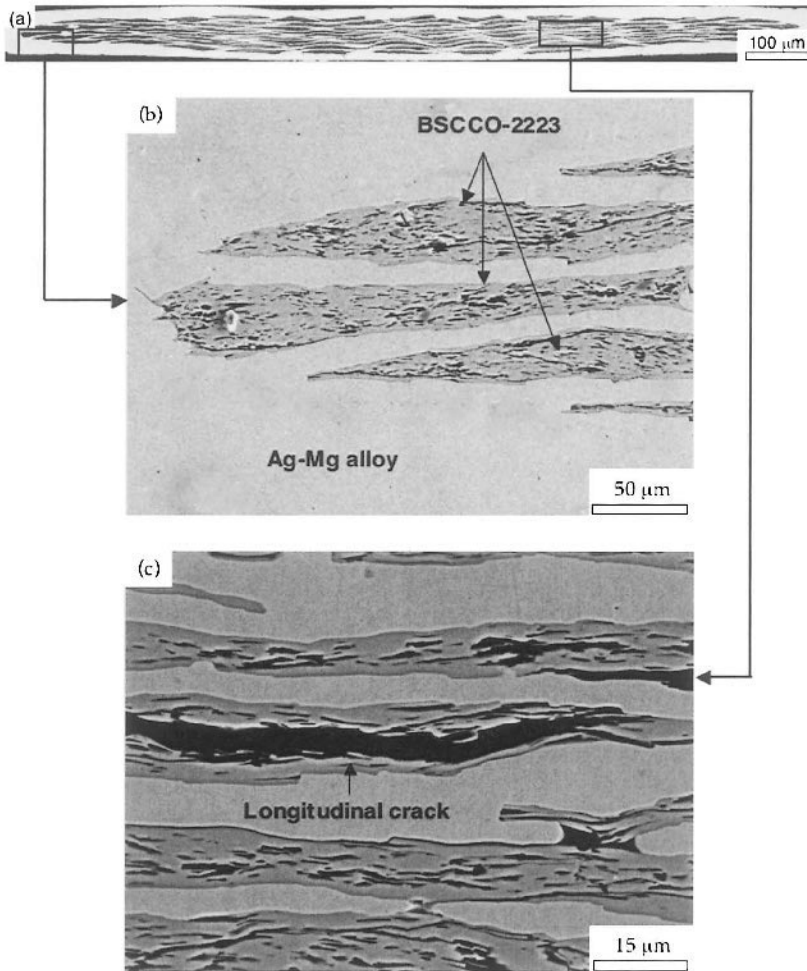 (a)
100 μm
(b)
BSCCO-2223
Ag-Mg alloy
50 μm
(c)
Longitudinal crack
15 μm